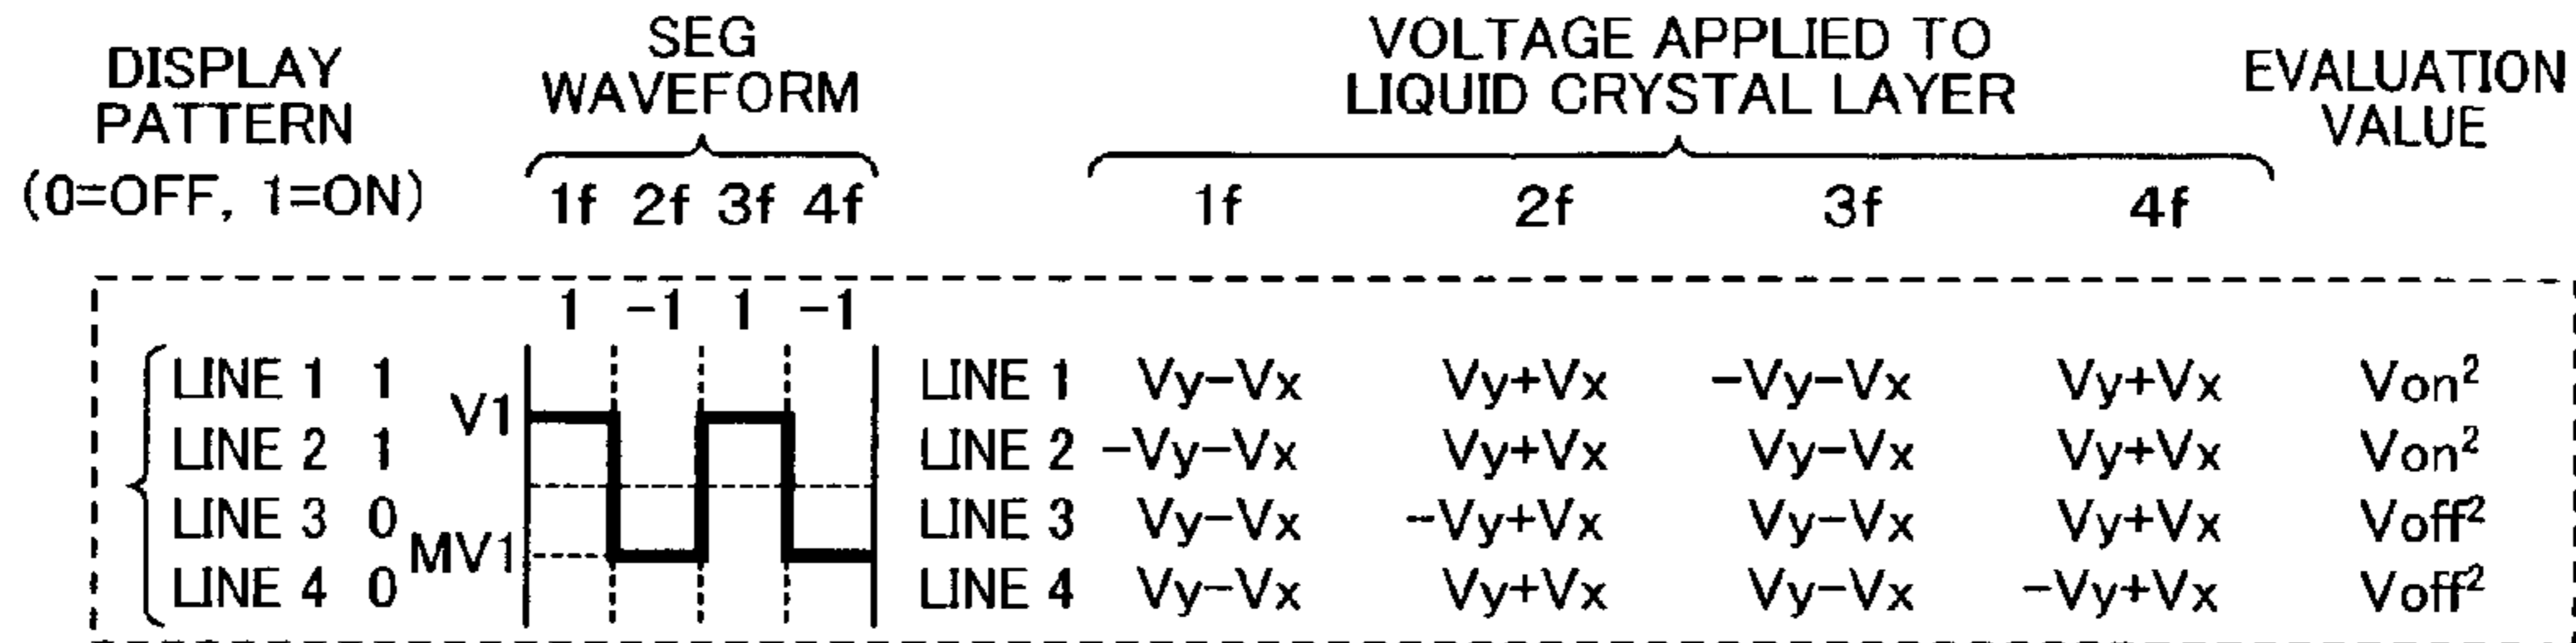 DISPLAY
PATTERN
(0=OFF, 1=ON)
SEG
WAVEFORM
1f 2f 3f 4f
VOLTAGE APPLIED TO
LIQUID CRYSTAL LAYER
1f 2f 3f 4f
EVALUATION
VALUE
1 -1 1 -1
V1
MV1
LINE 1 1 LINE 1 Vy-Vx Vy+Vx -Vy-Vx Vy+Vx Von²
LINE 2 1 LINE 2 -Vy-Vx Vy+Vx Vy-Vx Vy+Vx Von²
LINE 3 0 LINE 3 Vy-Vx -Vy+Vx Vy-Vx Vy+Vx Voff²
LINE 4 0 LINE 4 Vy-Vx Vy+Vx Vy-Vx -Vy+Vx Voff²